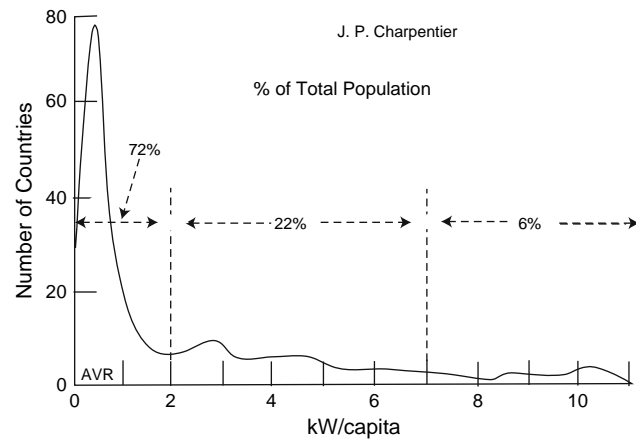 80
J. P. Charpentier
% of Total Population
60
72%
Number of Countries
40
22%
6%
20
AVR
0
0 2 4 6 8 10
kW/capita